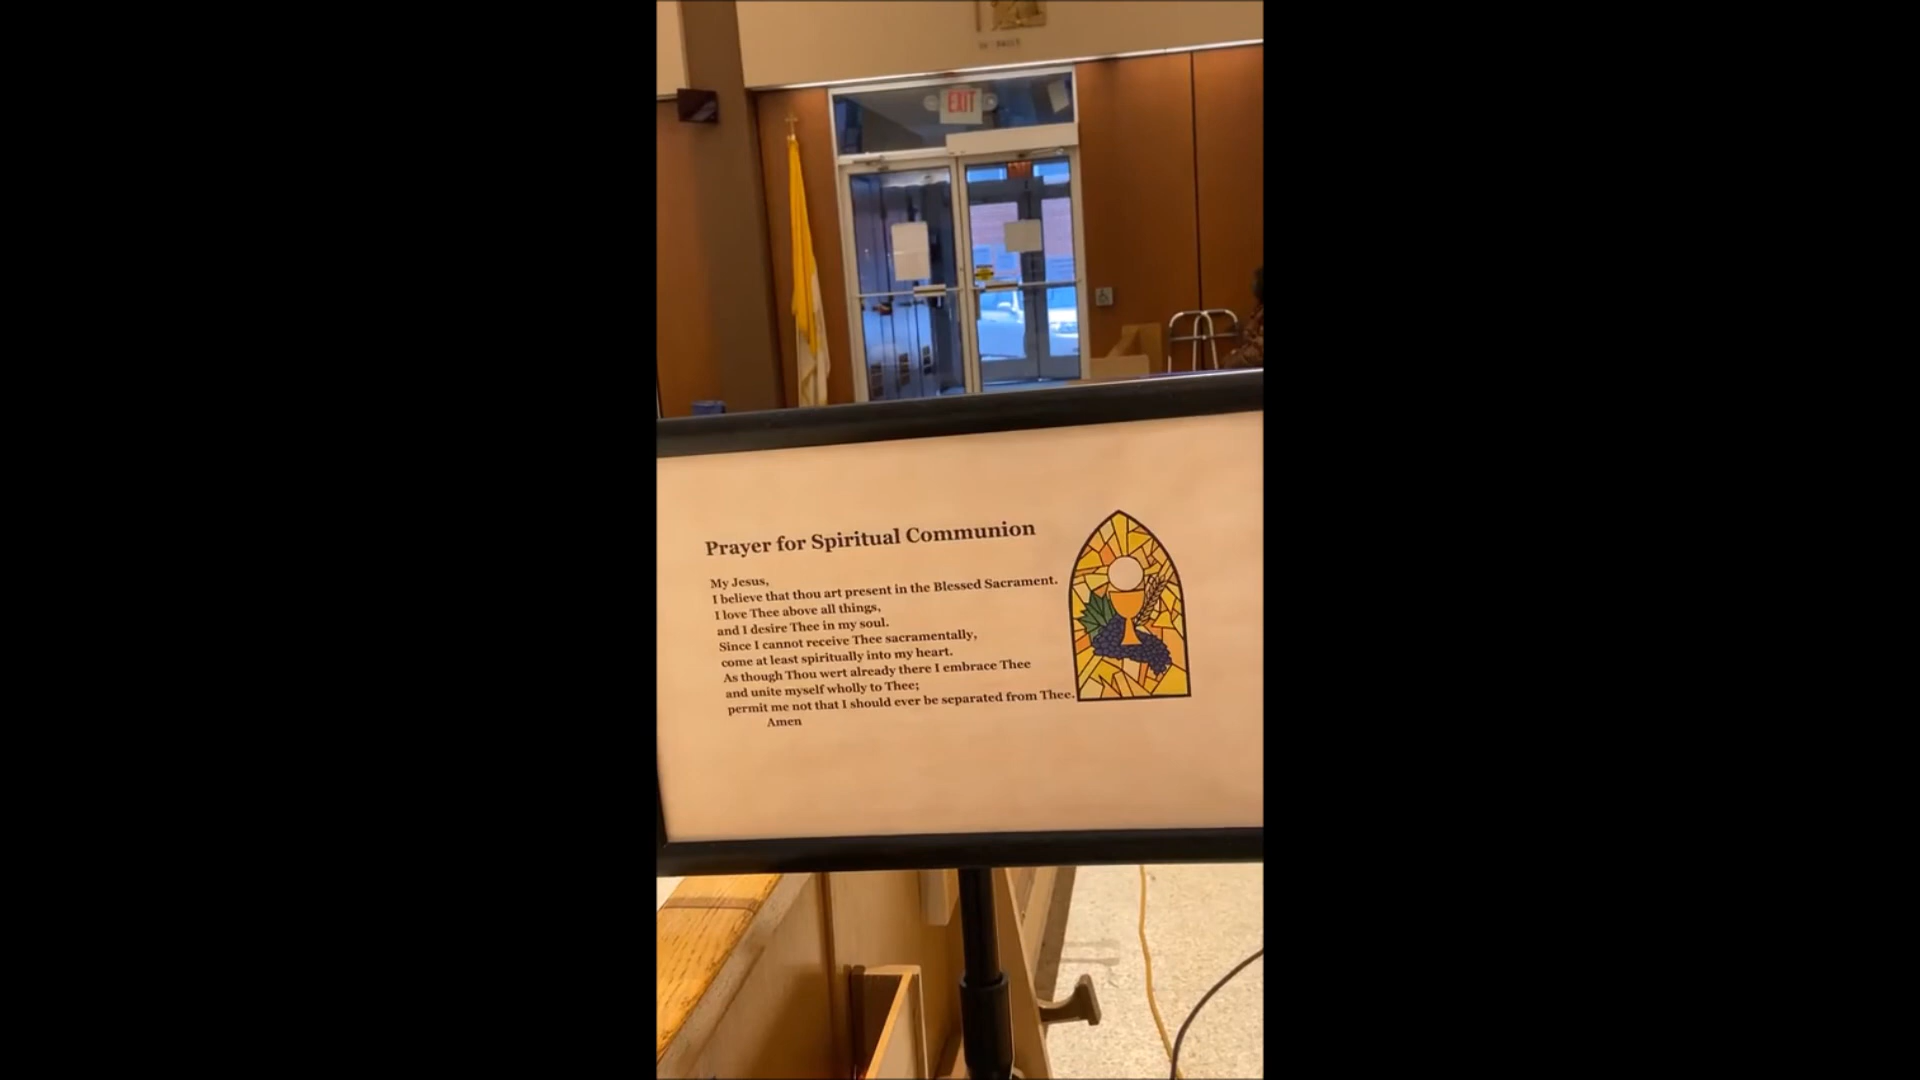 EXIT
Prayer for Spiritual Communion
My Jesus,
I believe that thou art present in the Blessed Sacrament.
I love Thee above all things,
and I desire Thee in my soul.
Since I cannot receive Thee sacramentally,
come at least spiritually into my heart.
As though Thou wert already there I embrace Thee
and unite myself wholly to Thee;
permit me not that I should ever be separated from Thee.
Amen